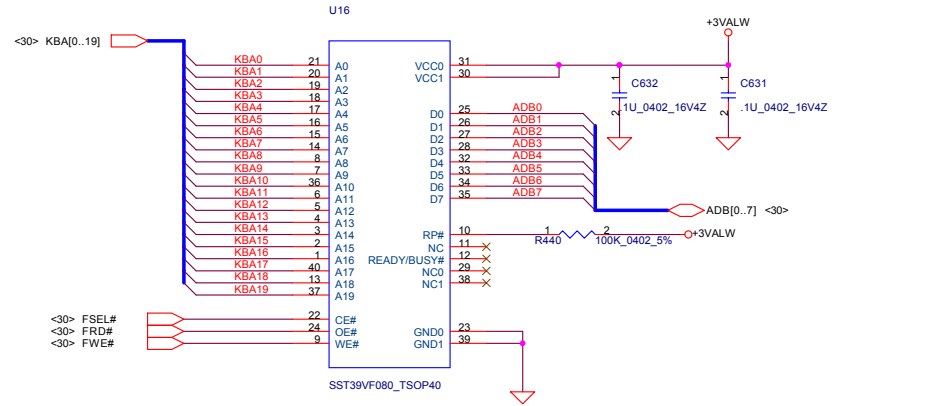 U16
+3VALW
<30> KBA[0..19]
KBA0 21 A0 VCC0 31
KBA1 20 A1 VCC1 30
KBA2 19 A2
KBA3 18 A3
KBA4 17 A4 D0 25 ADB0
KBA5 16 A5 D1 26 ADB1
KBA6 15 A6 D2 27 ADB2
KBA7 14 A7 D3 28 ADB3
KBA8 8 A8 D4 32 ADB4
KBA9 7 A9 D5 33 ADB5
KBA10 36 A10 D6 34 ADB6
KBA11 6 A11 D7 35 ADB7
KBA12 5 A12
KBA13 4 A13
KBA14 3 A14 RP# 10
KBA15 2 A15 NC 11
KBA16 1 A16 READY/BUSY# 12
KBA17 40 A17 NC0 29
KBA18 13 A18 NC1 38
KBA19 37 A19
1 C632 2 .1U_0402_16V4Z
1 C631 2 .1U_0402_16V4Z
ADB[0..7] <30>
1 R440 2 100K_0402_5% +3VALW
<30> FSEL# 22 CE#
<30> FRD# 24 OE# GND0 23
<30> FWE# 9 WE# GND1 39
SST39VF080_TSOP40